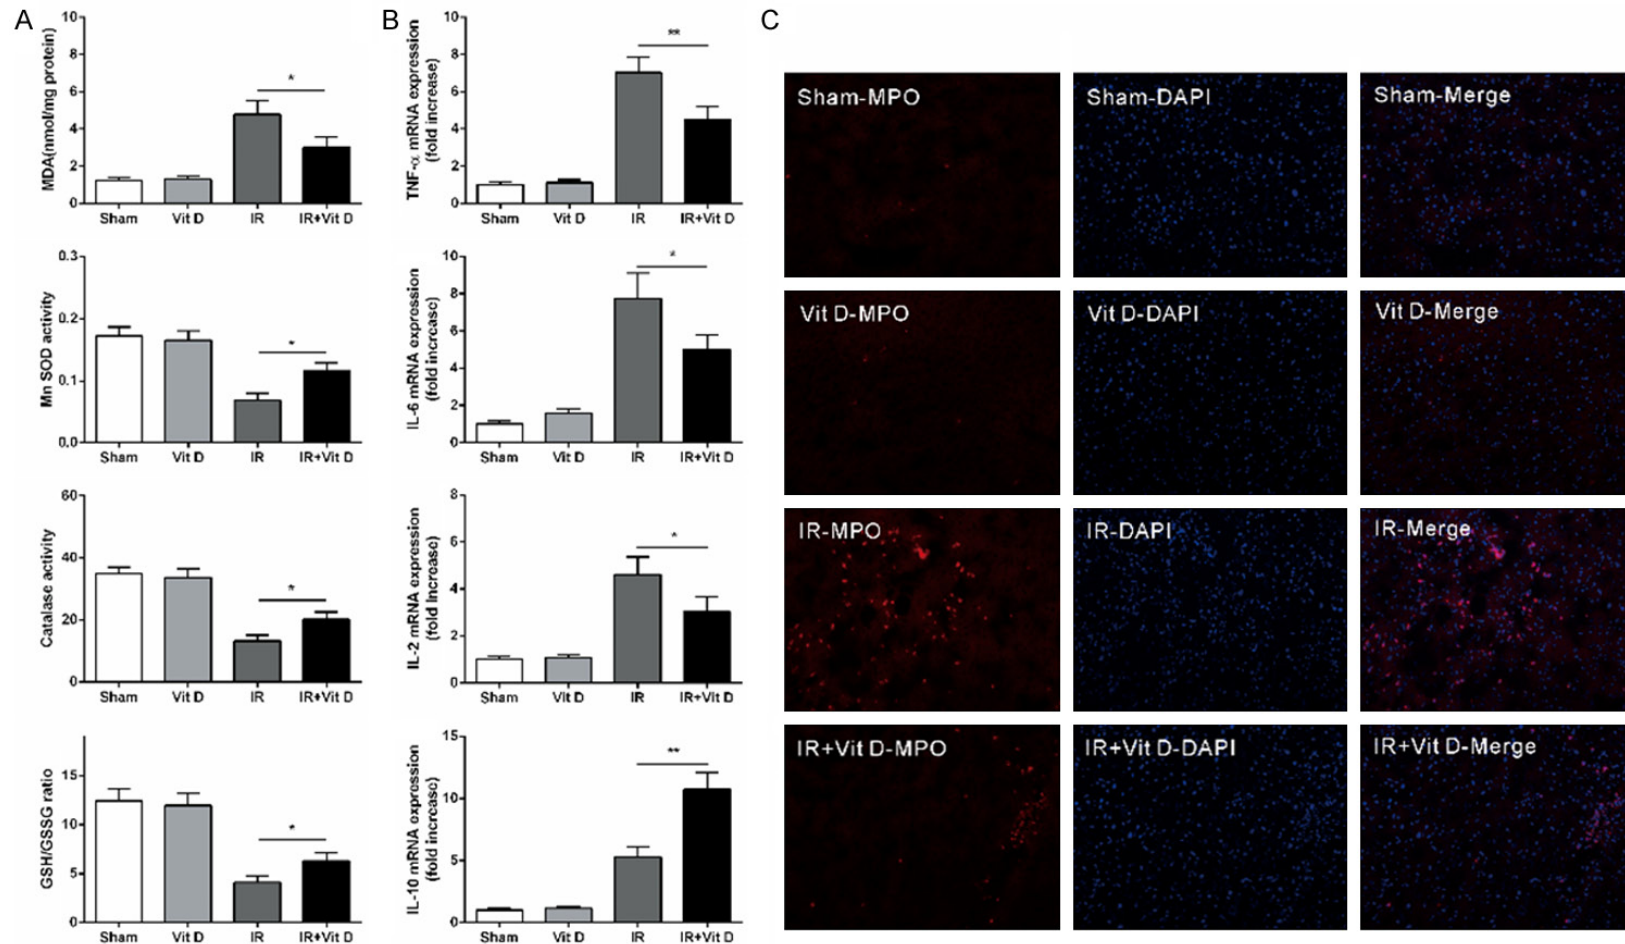 A
B
C
MDA(nmol/mg protein)
10
8
6
4
2
0
*
Sham Vit D IR IR+Vit D
Mn SOD activity
0.3
0.2
0.1
0.0
*
Sham Vit D IR IR+Vit D
Catalase activity
60
40
20
0
*
Sham Vit D IR IR+Vit D
GSH/GSSG ratio
15
10
5
0
*
Sham Vit D IR IR+Vit D
TNF-α mRNA expression
(fold increase)
10
8
6
4
2
0
**
Sham Vit D IR IR+Vit D
IL-6 mRNA expression
(fold increase)
10
8
6
4
2
0
*
Sham Vit D IR IR+Vit D
IL-2 mRNA expression
(fold increase)
8
6
4
2
0
*
Sham Vit D IR IR+Vit D
IL-10 mRNA expression
(fold increase)
15
10
5
0
**
Sham Vit D IR IR+Vit D
Sham-MPO
Sham-DAPI
Sham-Merge
Vit D-MPO
Vit D-DAPI
Vit D-Merge
IR-MPO
IR-DAPI
IR-Merge
IR+Vit D-MPO
IR+Vit D-DAPI
IR+Vit D-Merge